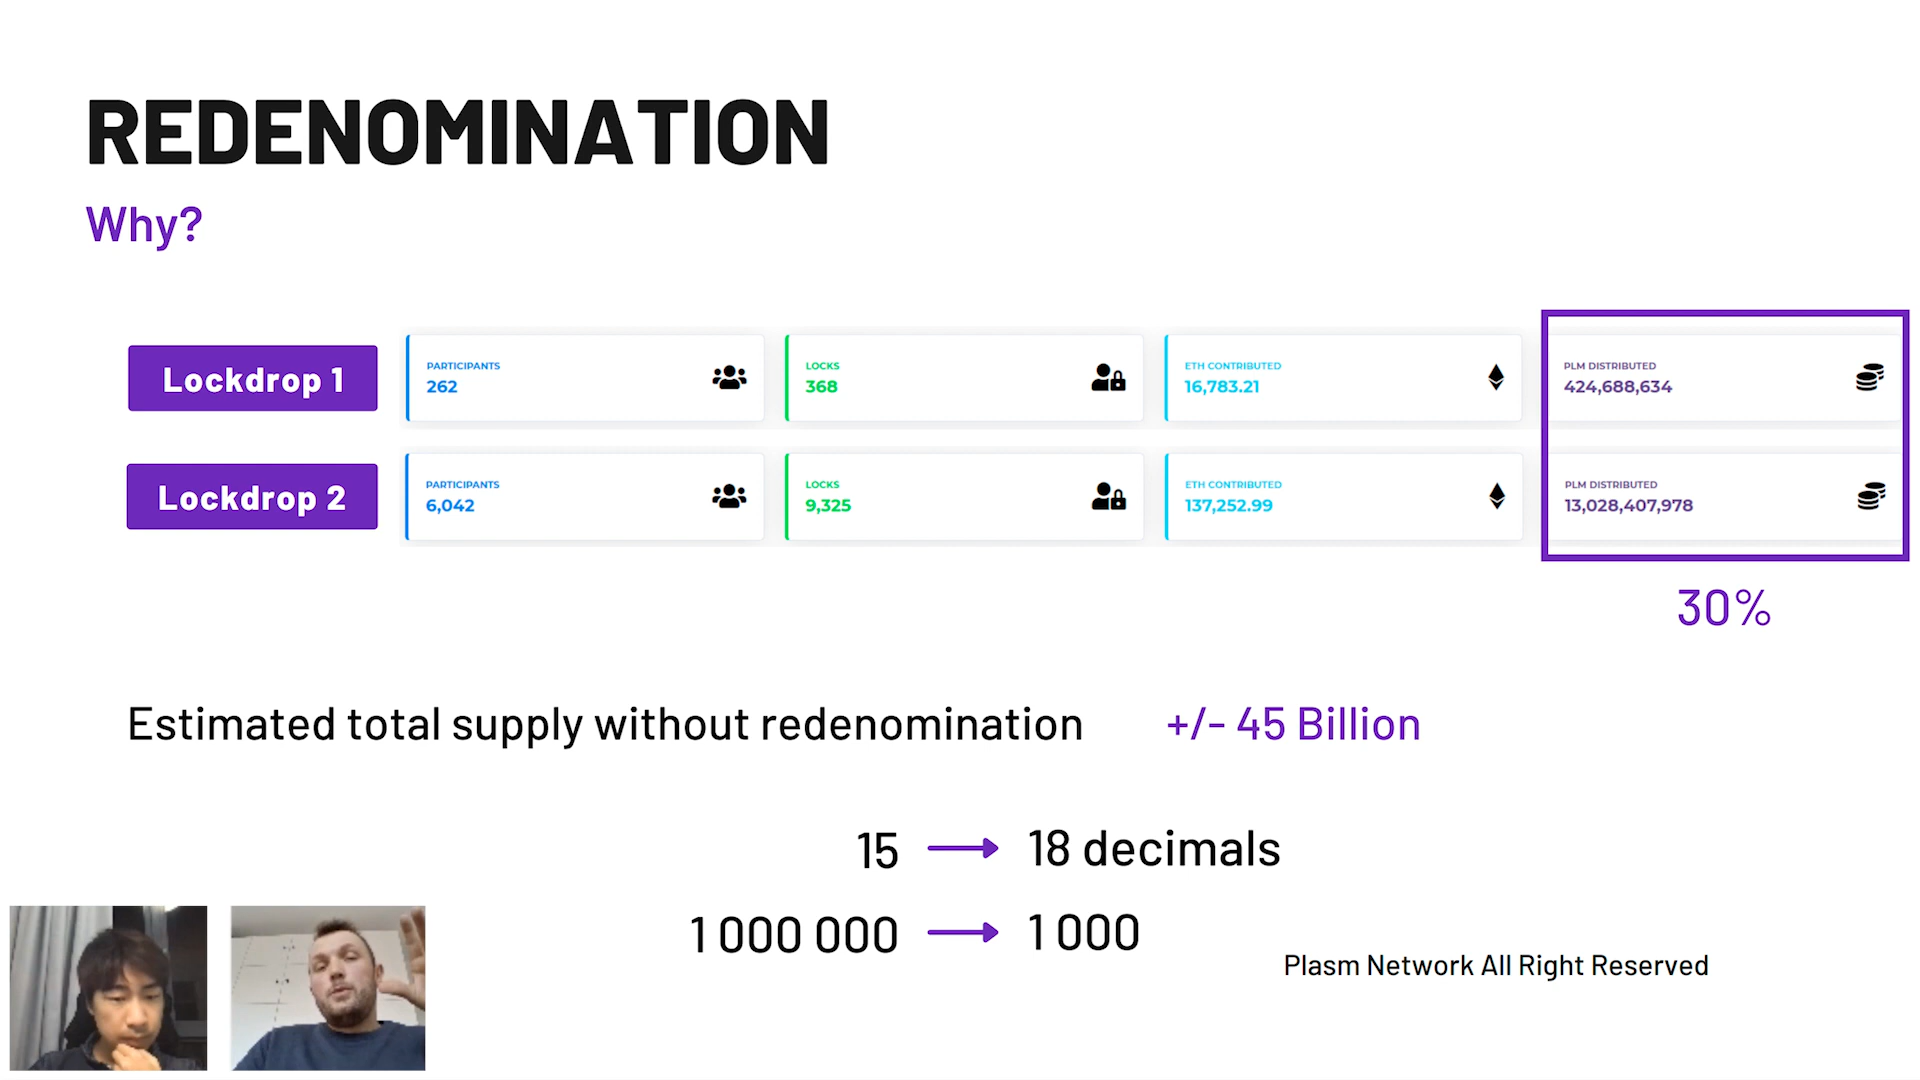 REDENOMINATION
Why?
Lockdrop 1
PARTICIPANTS
262
LOCKS
368
ETH CONTRIBUTED
16,783.21
PLM DISTRIBUTED
424,688,634
Lockdrop 2
PARTICIPANTS
6,042
LOCKS
9,325
ETH CONTRIBUTED
137,252.99
PLM DISTRIBUTED
13,028,407,978
30%
Estimated total supply without redenomination +/- 45 Billion
15 → 18 decimals
1 000 000 → 1 000
Plasm Network All Right Reserved